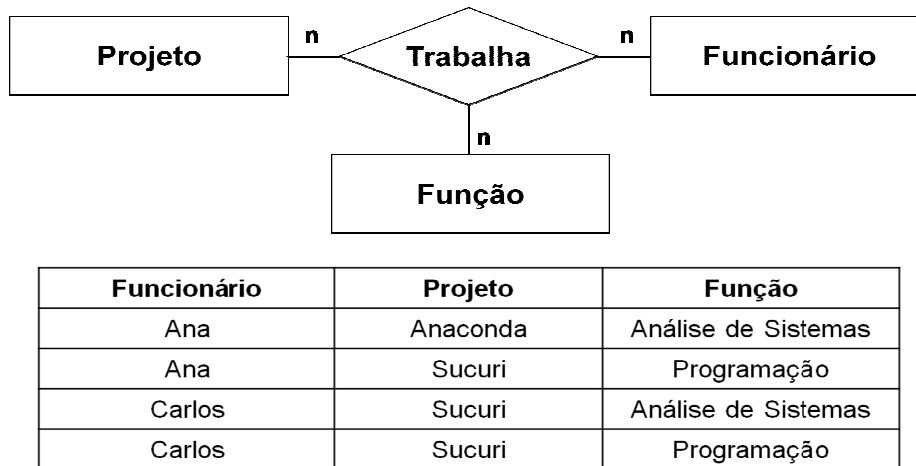 n n
Projeto Trabalha Funcionário
n
Função
Funcionário Projeto Função
Ana Anaconda Análise de Sistemas
Ana Sucuri Programação
Carlos Sucuri Análise de Sistemas
Carlos Sucuri Programação